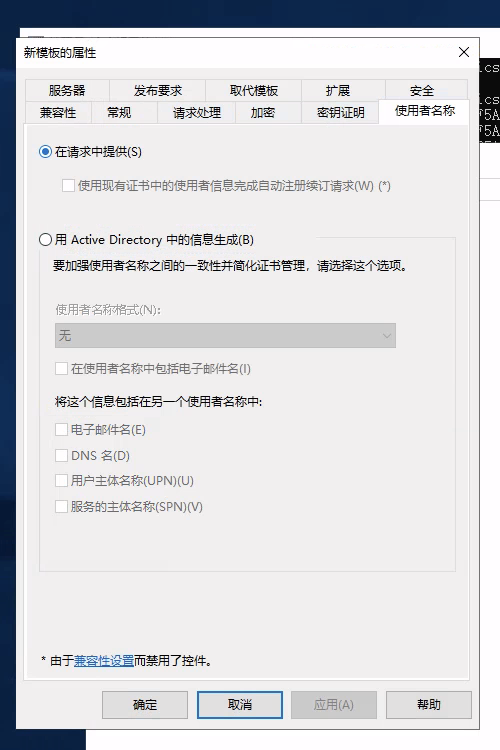 新模板的属性
服务器 发布要求 取代模板 扩展 安全
兼容性 常规 请求处理 加密 密钥证明 使用者名称
在请求中提供(S)
使用现有证书中的使用者信息完成自动注册续订请求(W) (*)
用 Active Directory 中的信息生成(B)
要加强使用者名称之间的一致性并简化证书管理，请选择这个选项。
使用者名称格式(N):
无
在使用者名称中包括电子邮件名(I)
将这个信息包括在另一个使用者名称中:
电子邮件名(E)
DNS 名(D)
用户主体名称(UPN)(U)
服务的主体名称(SPN)(V)
* 由于兼容性设置而禁用了控件。
确定 取消 应用(A) 帮助